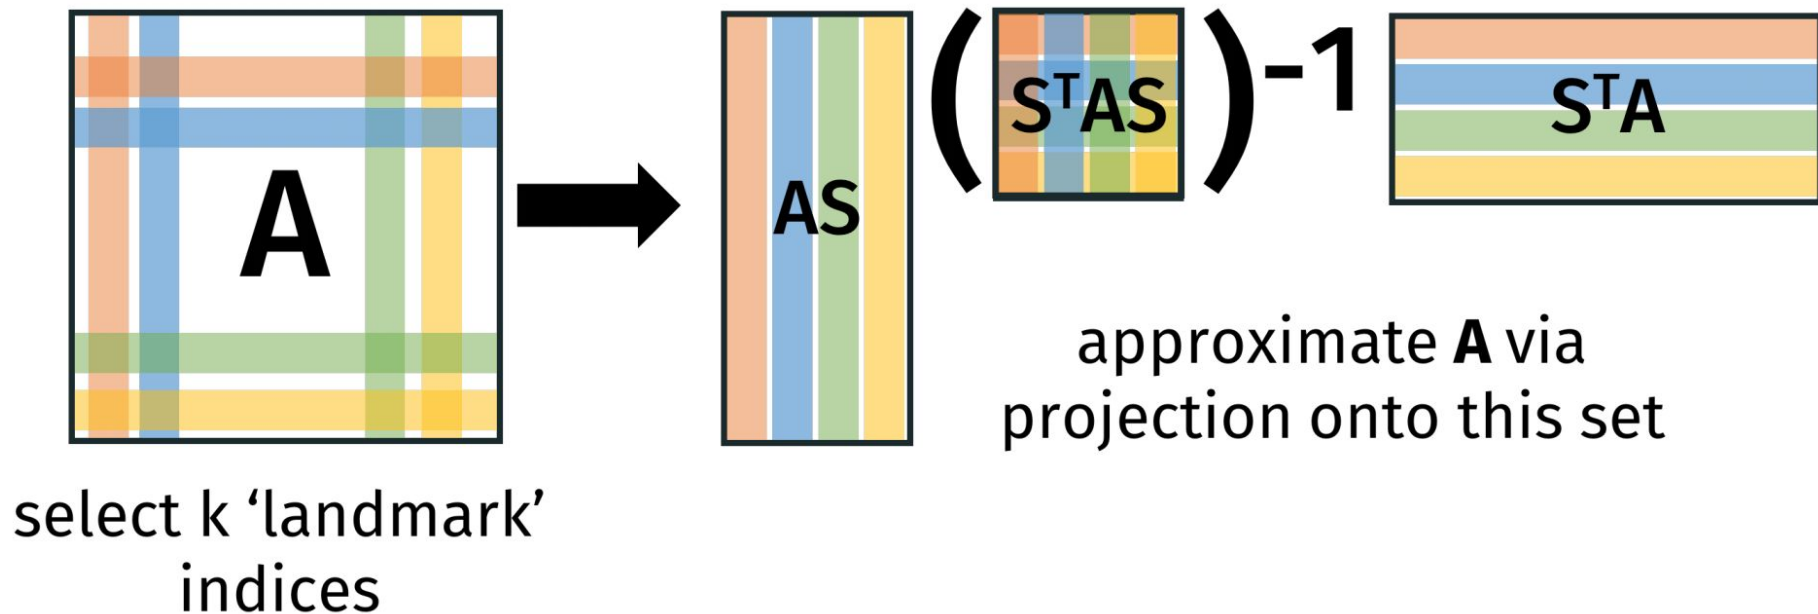 A
select k ‘landmark’
indices
AS
(SᵀAS)⁻¹
SᵀA
approximate A via
projection onto this set